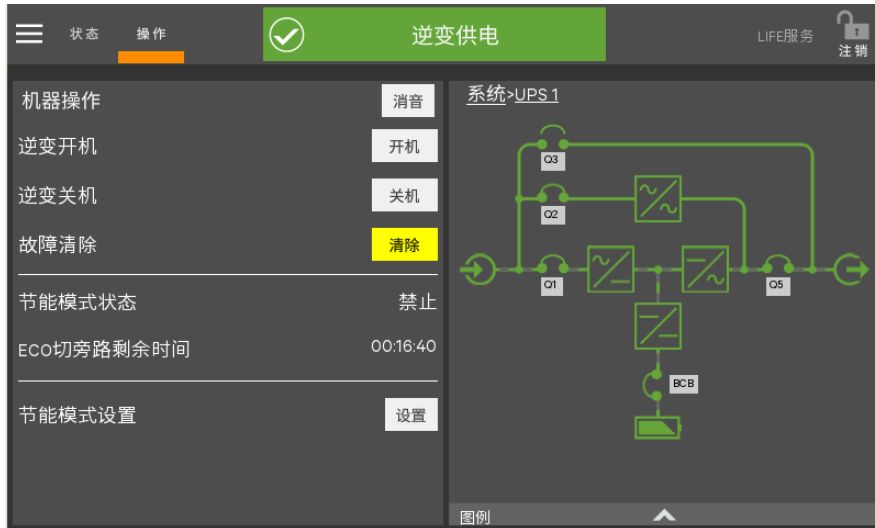 状态 操作 逆变供电 LIFE服务 注销
机器操作 消音
逆变开机 开机
逆变关机 关机
故障清除 清除
节能模式状态 禁止
ECO切旁路剩余时间 00:16:40
节能模式设置 设置
系统>UPS 1
Q3
Q2
Q1
Q5
BCB
图例